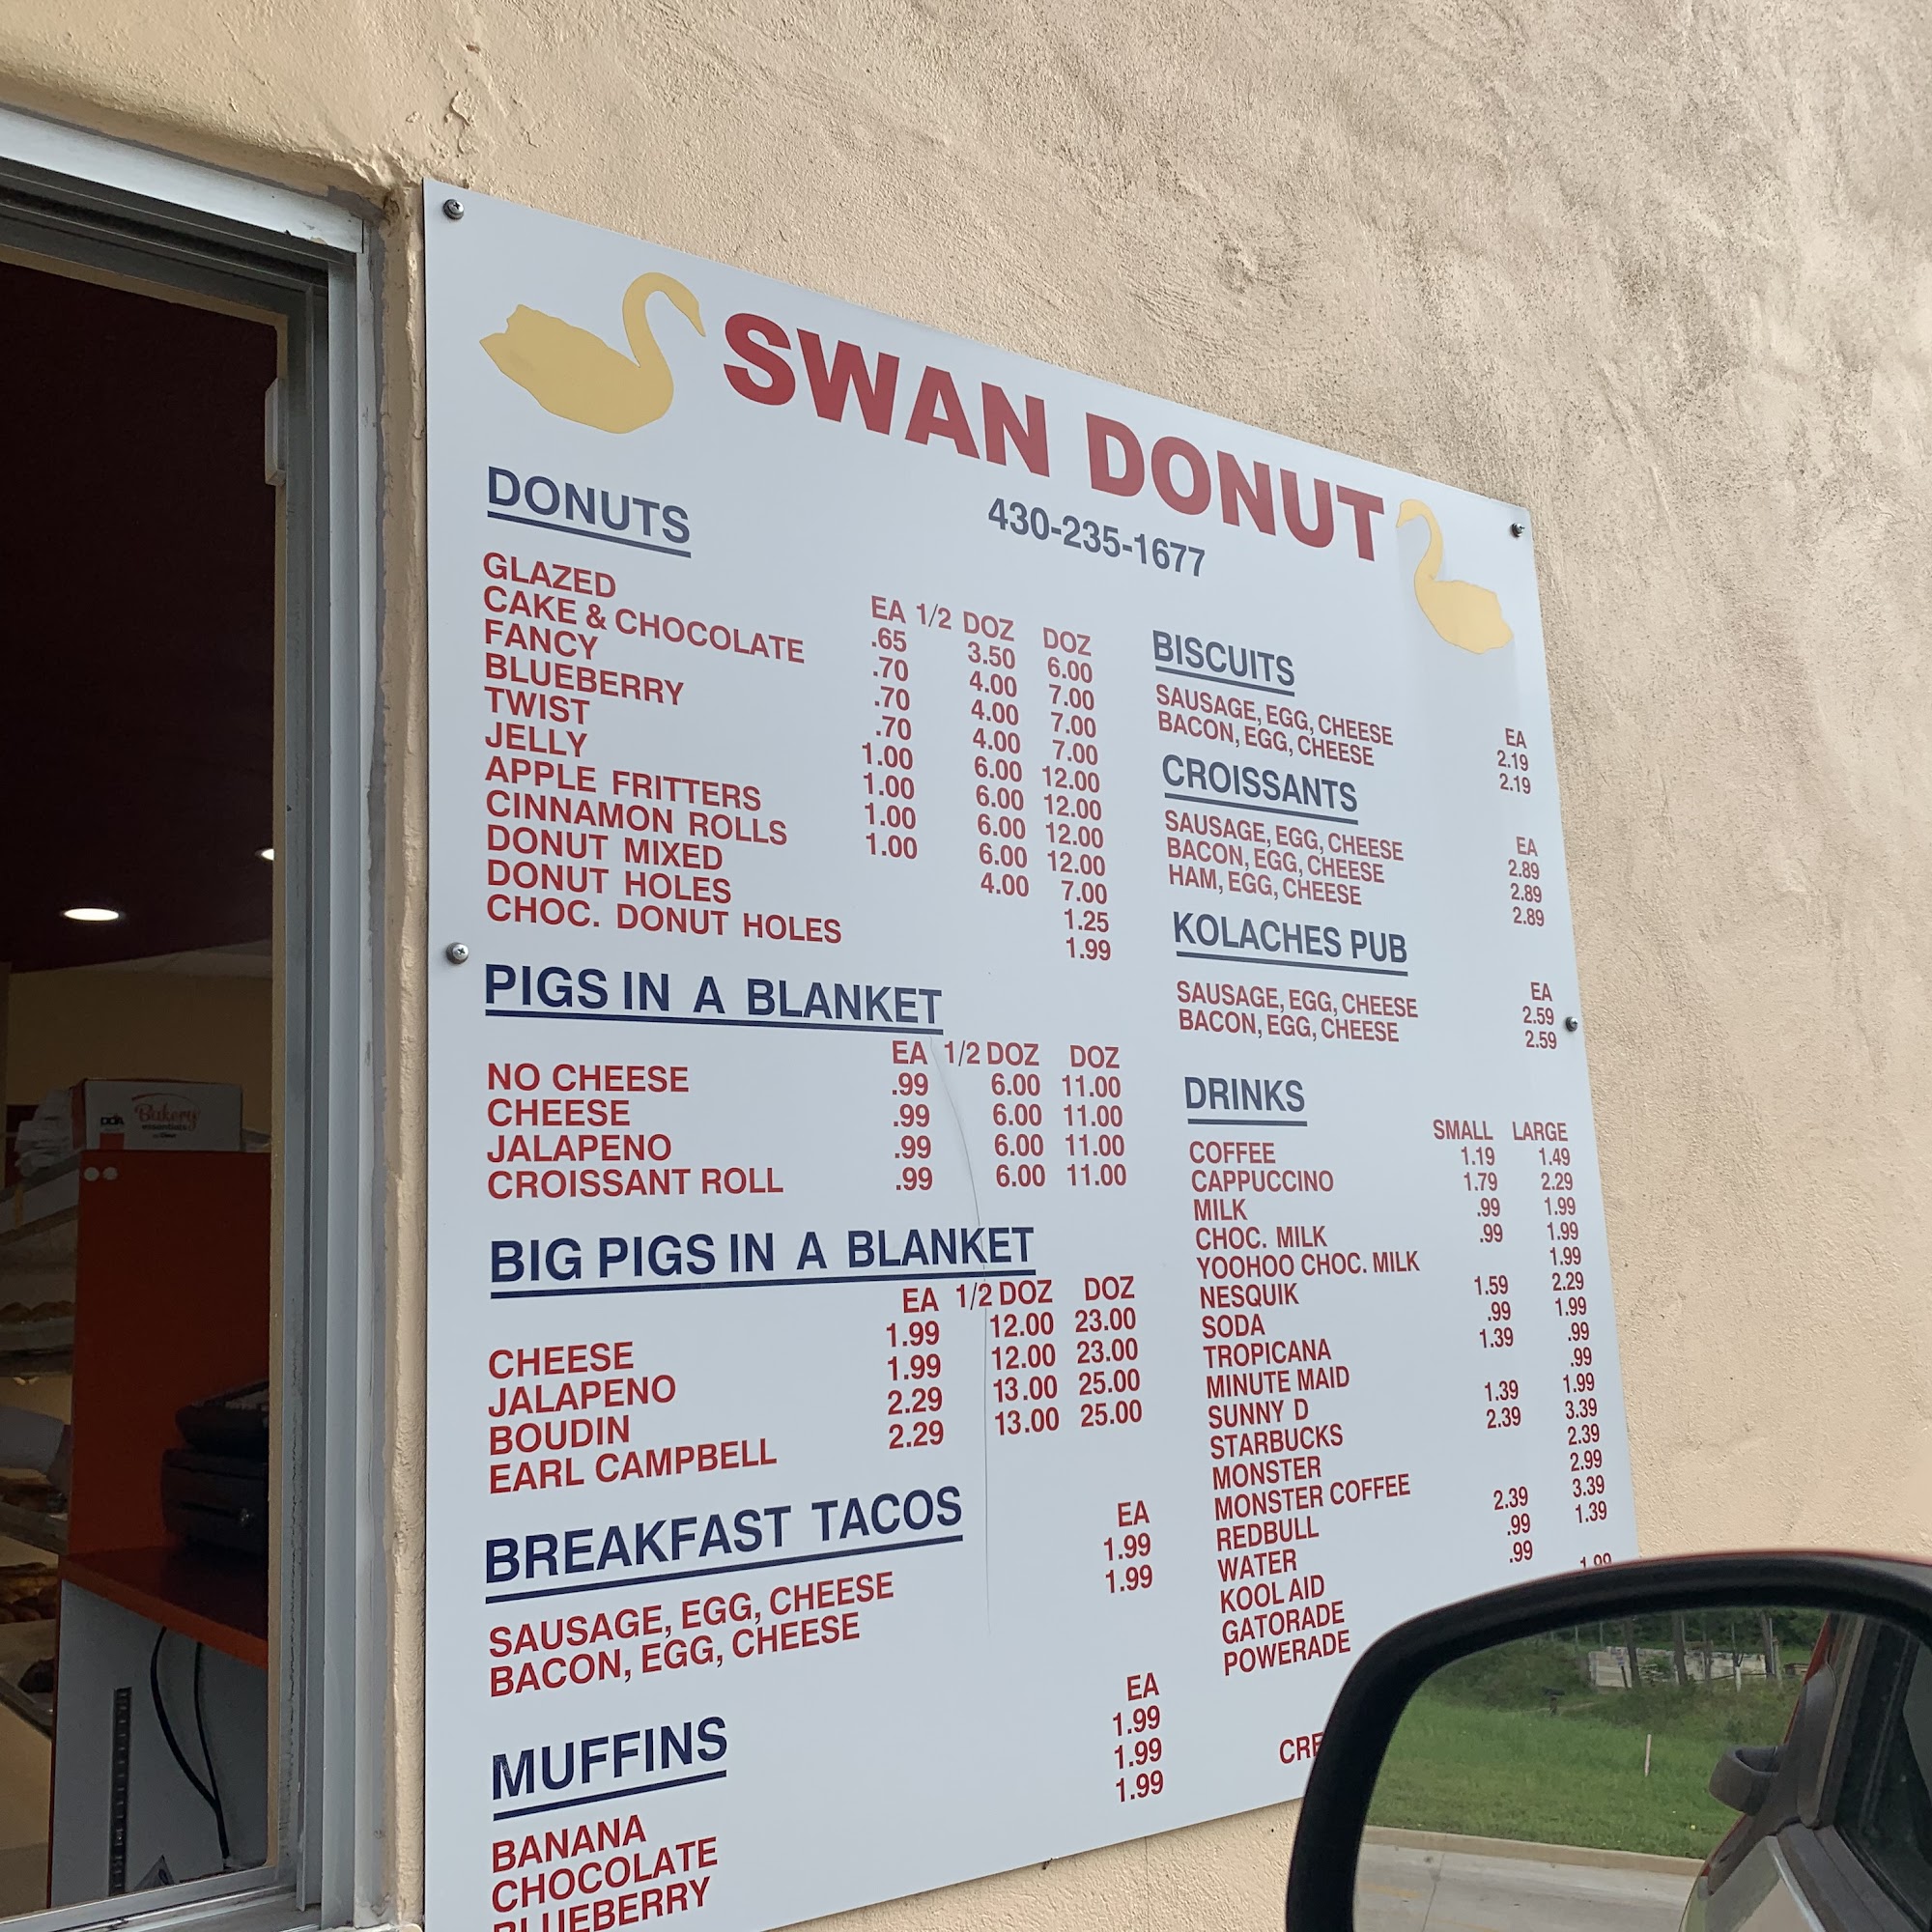 SWAN DONUT
430-235-1677
DONUTS
EA 1/2 DOZ DOZ
GLAZED .65 3.50 6.00
CAKE & CHOCOLATE .70 4.00 7.00
FANCY .70 4.00 7.00
BLUEBERRY .70 4.00 7.00
TWIST 1.00 6.00 12.00
JELLY 1.00 6.00 12.00
APPLE FRITTERS 1.00 6.00 12.00
CINNAMON ROLLS 1.00 6.00 12.00
DONUT MIXED 4.00 7.00
DONUT HOLES 1.25
CHOC. DONUT HOLES 1.99
PIGS IN A BLANKET
EA 1/2 DOZ DOZ
NO CHEESE .99 6.00 11.00
CHEESE .99 6.00 11.00
JALAPENO .99 6.00 11.00
CROISSANT ROLL .99 6.00 11.00
BIG PIGS IN A BLANKET
EA 1/2 DOZ DOZ
CHEESE 1.99 12.00 23.00
JALAPENO 1.99 12.00 23.00
BOUDIN 2.29 13.00 25.00
EARL CAMPBELL 2.29 13.00 25.00
BREAKFAST TACOS
EA
SAUSAGE, EGG, CHEESE 1.99
BACON, EGG, CHEESE 1.99
MUFFINS
EA
BANANA 1.99
CHOCOLATE 1.99
BLUEBERRY 1.99
BISCUITS
EA
SAUSAGE, EGG, CHEESE 2.19
BACON, EGG, CHEESE 2.19
CROISSANTS
EA
SAUSAGE, EGG, CHEESE 2.89
BACON, EGG, CHEESE 2.89
HAM, EGG, CHEESE 2.89
KOLACHES PUB
EA
SAUSAGE, EGG, CHEESE 2.59
BACON, EGG, CHEESE 2.59
DRINKS
SMALL LARGE
COFFEE 1.19 1.49
CAPPUCCINO 1.79 2.29
MILK .99 1.99
CHOC. MILK .99 1.99
YOOHOO CHOC. MILK 1.99
NESQUIK 1.59 2.29
SODA .99 1.99
TROPICANA 1.39 .99
MINUTE MAID .99
SUNNY D 1.39 1.99
STARBUCKS 2.39 3.39
MONSTER 2.39
MONSTER COFFEE 2.99
REDBULL 2.39 3.39
WATER .99 1.39
KOOL AID .99
GATORADE
POWERADE
Bakery